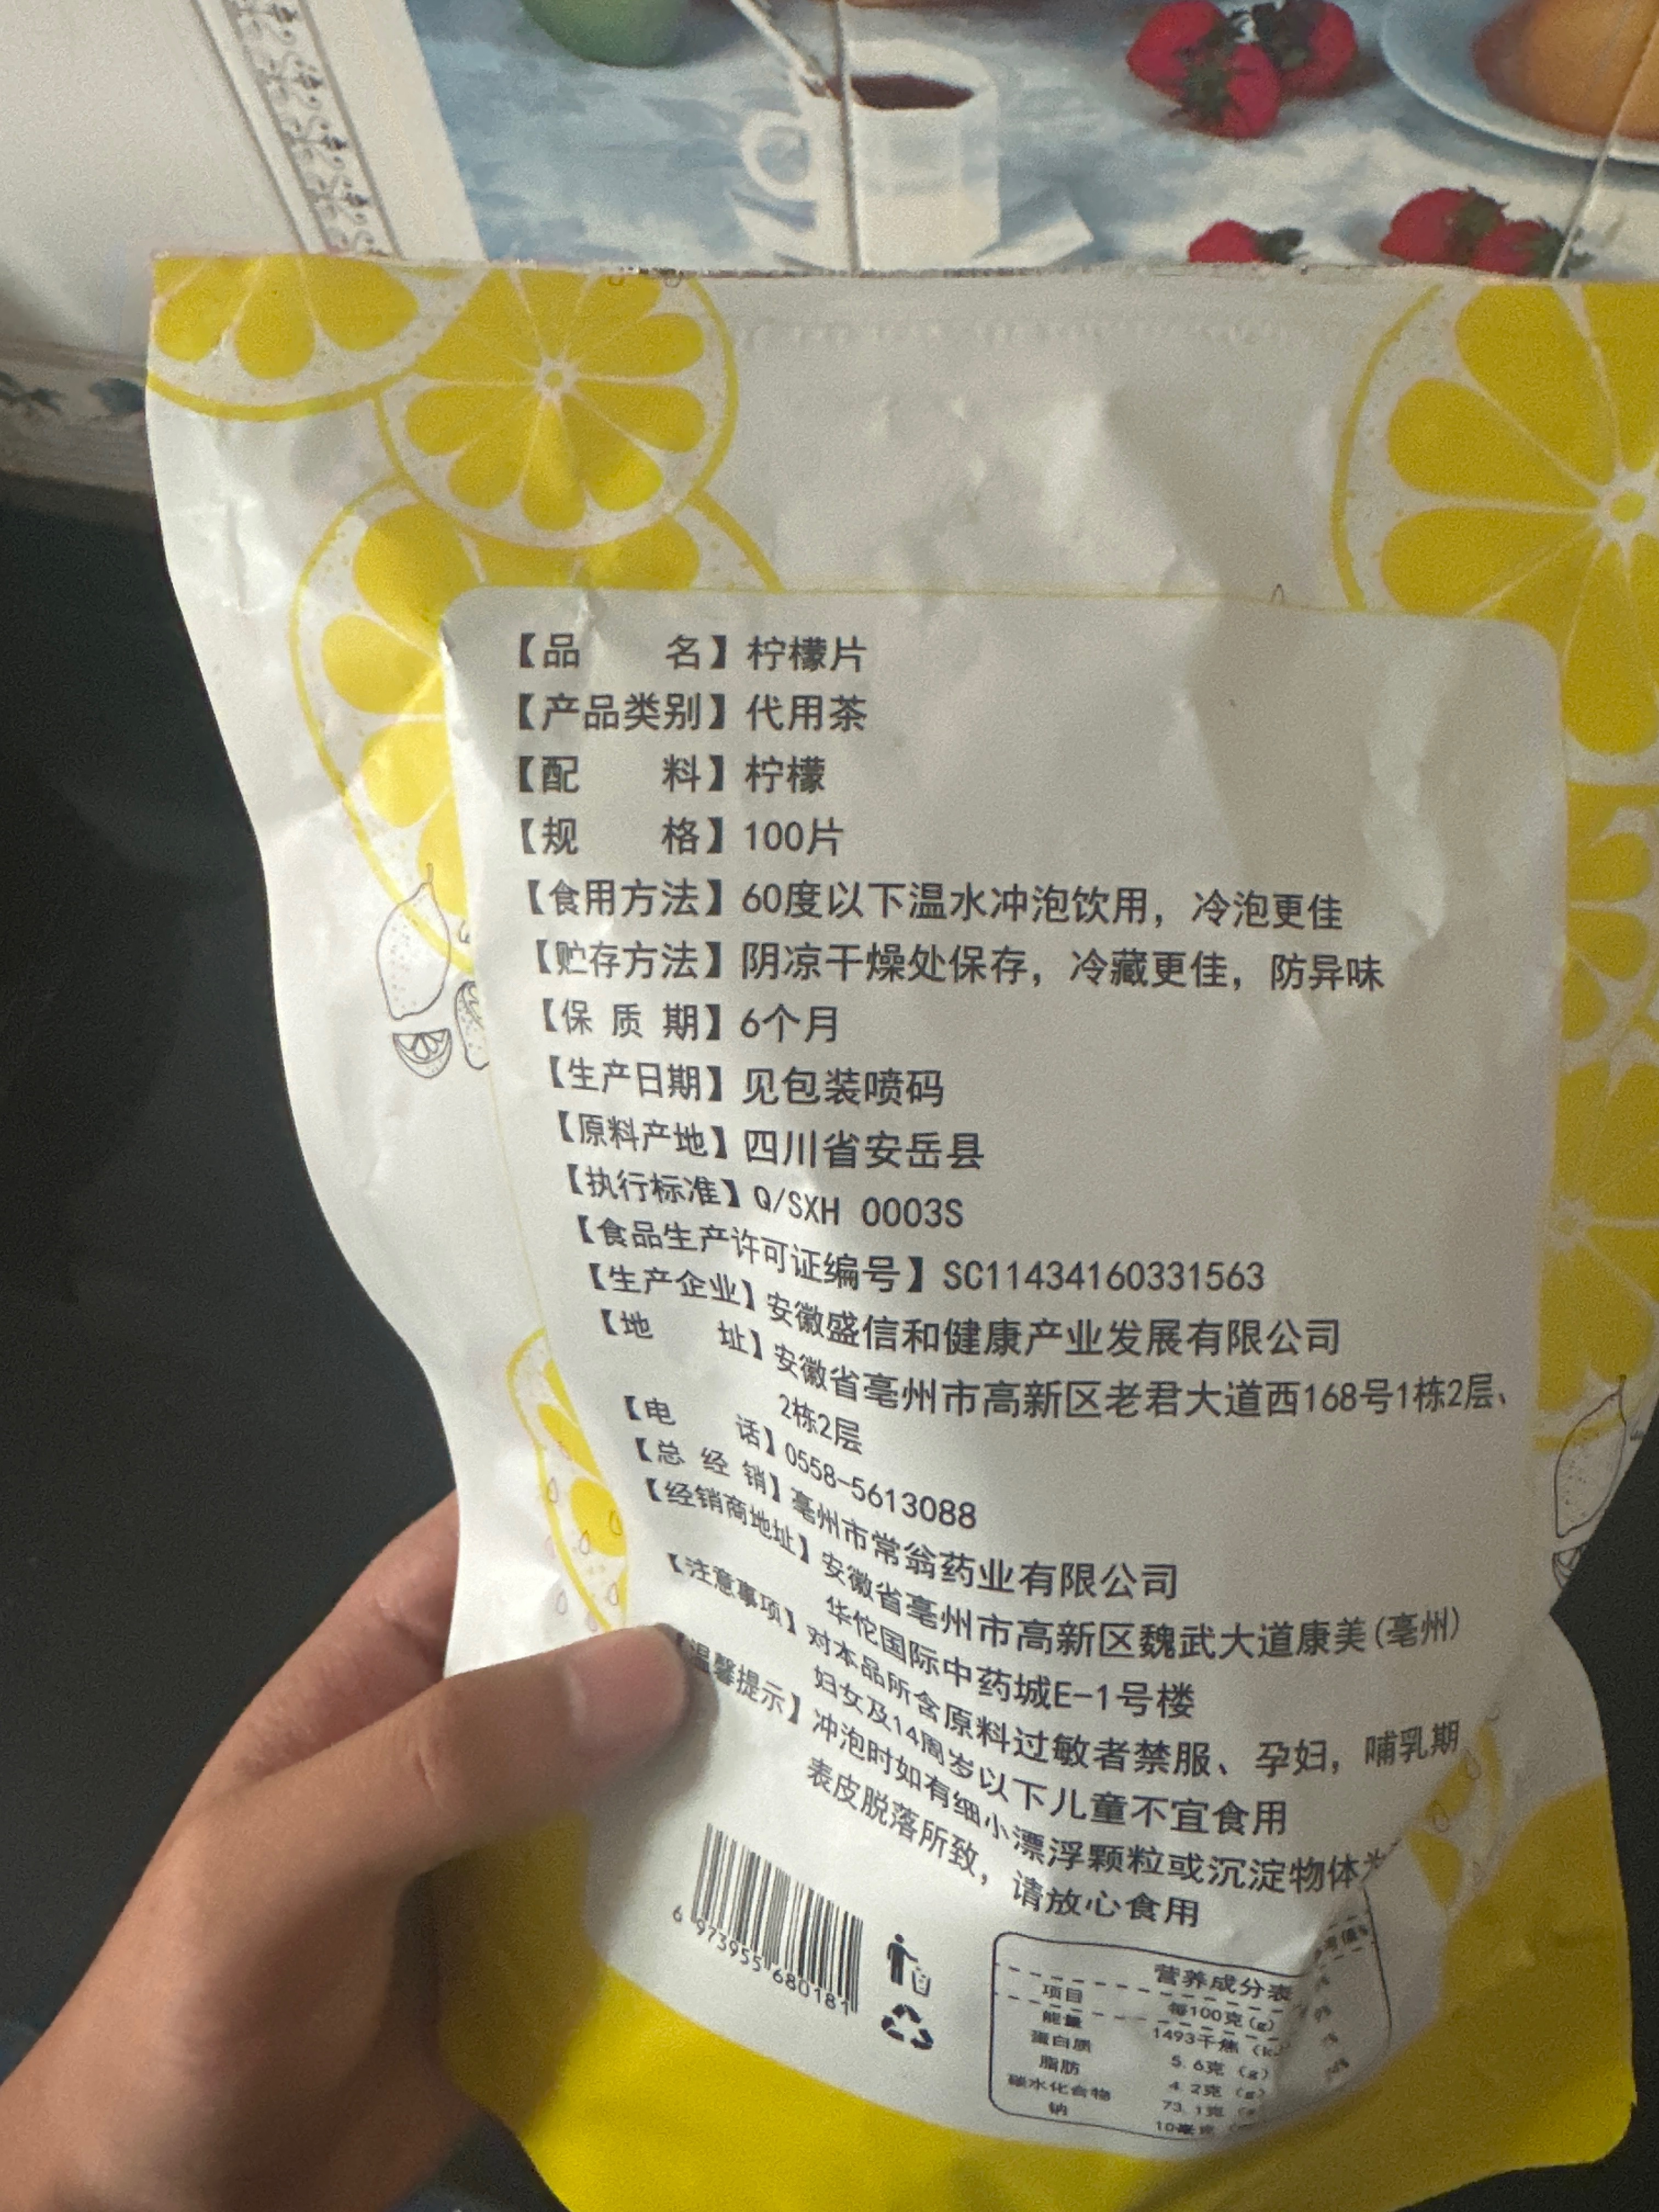 【品 名】柠檬片
【产品类别】代用茶
【配 料】柠檬
【规 格】100片
【食用方法】60度以下温水冲泡饮用，冷泡更佳
【贮存方法】阴凉干燥处保存，冷藏更佳，防异味
【保 质 期】6个月
【生产日期】见包装喷码
【原料产地】四川省安岳县
【执行标准】Q/SXH 0003S
【食品生产许可证编号】SC11434160331563
【生产企业】安徽盛信和健康产业发展有限公司
【地 址】安徽省亳州市高新区老君大道西168号1栋2层、
2栋2层
【电 话】0558-5613088
【总 经 销】亳州市常翁药业有限公司
【经销商地址】安徽省亳州市高新区魏武大道康美(亳州)
华佗国际中药城E-1号楼
【注意事项】对本品所含原料过敏者禁服、孕妇，哺乳期
妇女及14周岁以下儿童不宜食用
【温馨提示】冲泡时如有细小漂浮颗粒或沉淀物体
表皮脱落所致，请放心食用
6 973955 680181
营养成分表
项目 每100克(g)
能量 1493千焦
蛋白质 5.6克 (g)
脂肪 4.2克 (g)
碳水化合物 73.1克
钠 10毫克